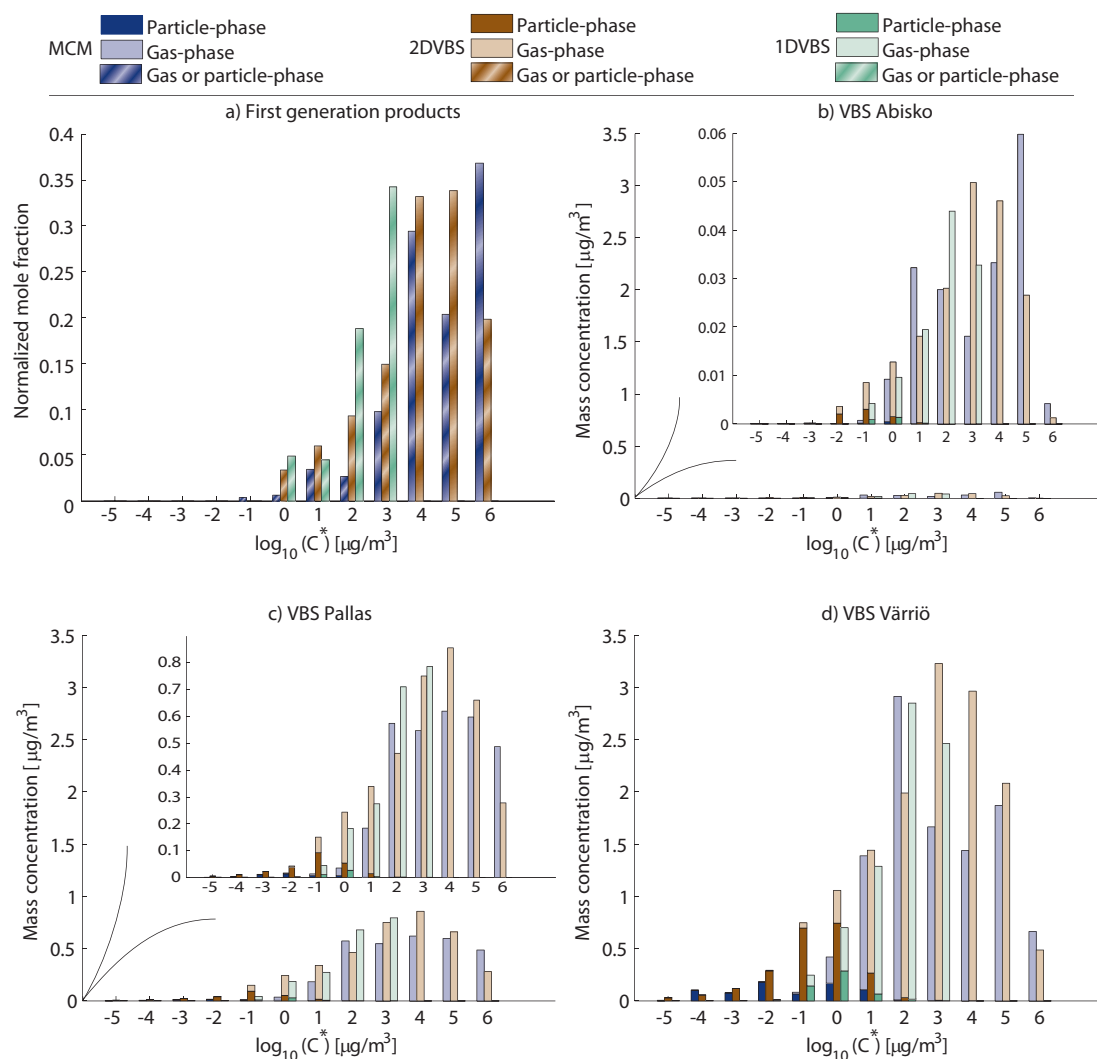 MCM
Particle-phase
Gas-phase
Gas or particle-phase
2DVBS
Particle-phase
Gas-phase
Gas or particle-phase
1DVBS
Particle-phase
Gas-phase
Gas or particle-phase
a) First generation products
0.4
0.35
0.3
0.25
0.2
0.15
0.1
0.05
0
Normalized mole fraction
-5 -4 -3 -2 -1 0 1 2 3 4 5 6
log10 (C*) [μg/m³]
b) VBS Abisko
3.5
3
2.5
2
1.5
1
0.5
0
Mass concentration [μg/m³]
0.06
0.05
0.04
0.03
0.02
0.01
0
-5 -4 -3 -2 -1 0 1 2 3 4 5 6
-5 -4 -3 -2 -1 0 1 2 3 4 5 6
log10 (C*) [μg/m³]
c) VBS Pallas
3.5
3
2.5
2
1.5
1
0.5
0
Mass concentration [μg/m³]
0.8
0.7
0.6
0.5
0.4
0.3
0.2
0.1
0
-5 -4 -3 -2 -1 0 1 2 3 4 5 6
-5 -4 -3 -2 -1 0 1 2 3 4 5 6
log10 (C*) [μg/m³]
d) VBS Värriö
3.5
3
2.5
2
1.5
1
0.5
0
Mass concentration [μg/m³]
-5 -4 -3 -2 -1 0 1 2 3 4 5 6
log10 (C*) [μg/m³]